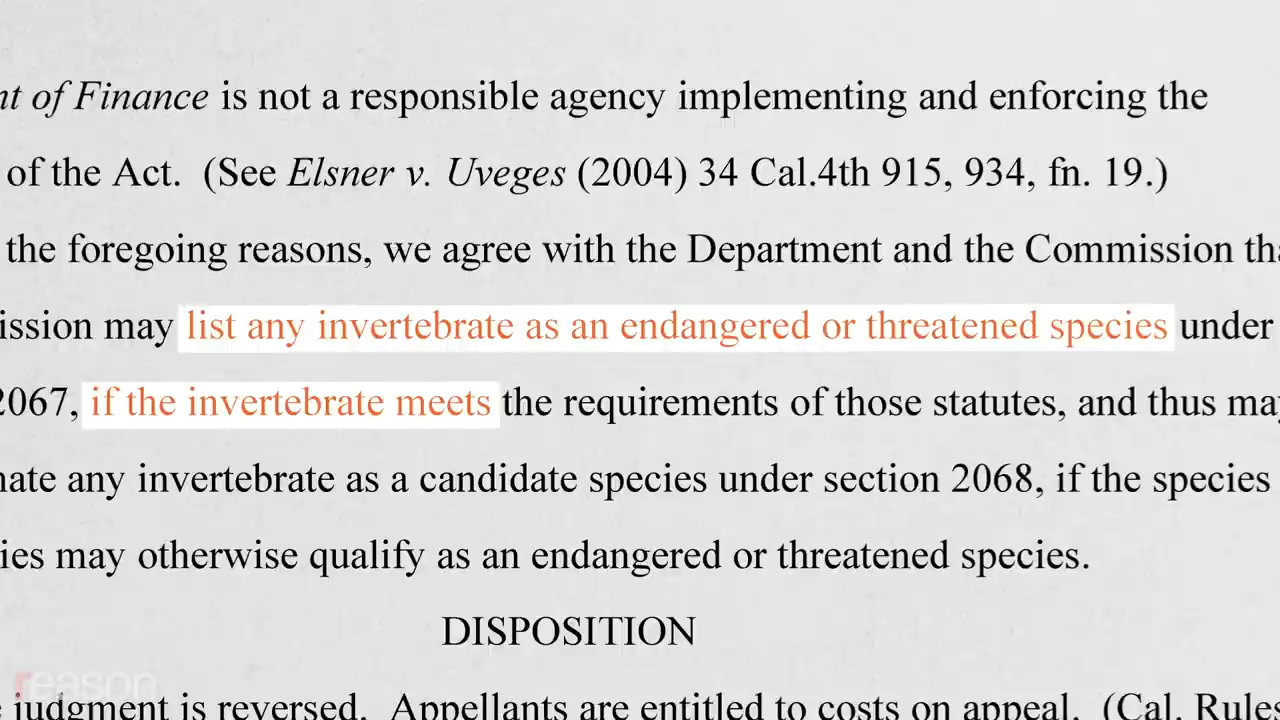 nt of Finance is not a responsible agency implementing and enforcing the
of the Act. (See Elsner v. Uveges (2004) 34 Cal.4th 915, 934, fn. 19.)
the foregoing reasons, we agree with the Department and the Commission tha
ission may list any invertebrate as an endangered or threatened species under
2067, if the invertebrate meets the requirements of those statutes, and thus may
nate any invertebrate as a candidate species under section 2068, if the species
ies may otherwise qualify as an endangered or threatened species.
DISPOSITION
e judgment is reversed. Appellants are entitled to costs on appeal. (Cal. Rules
reason